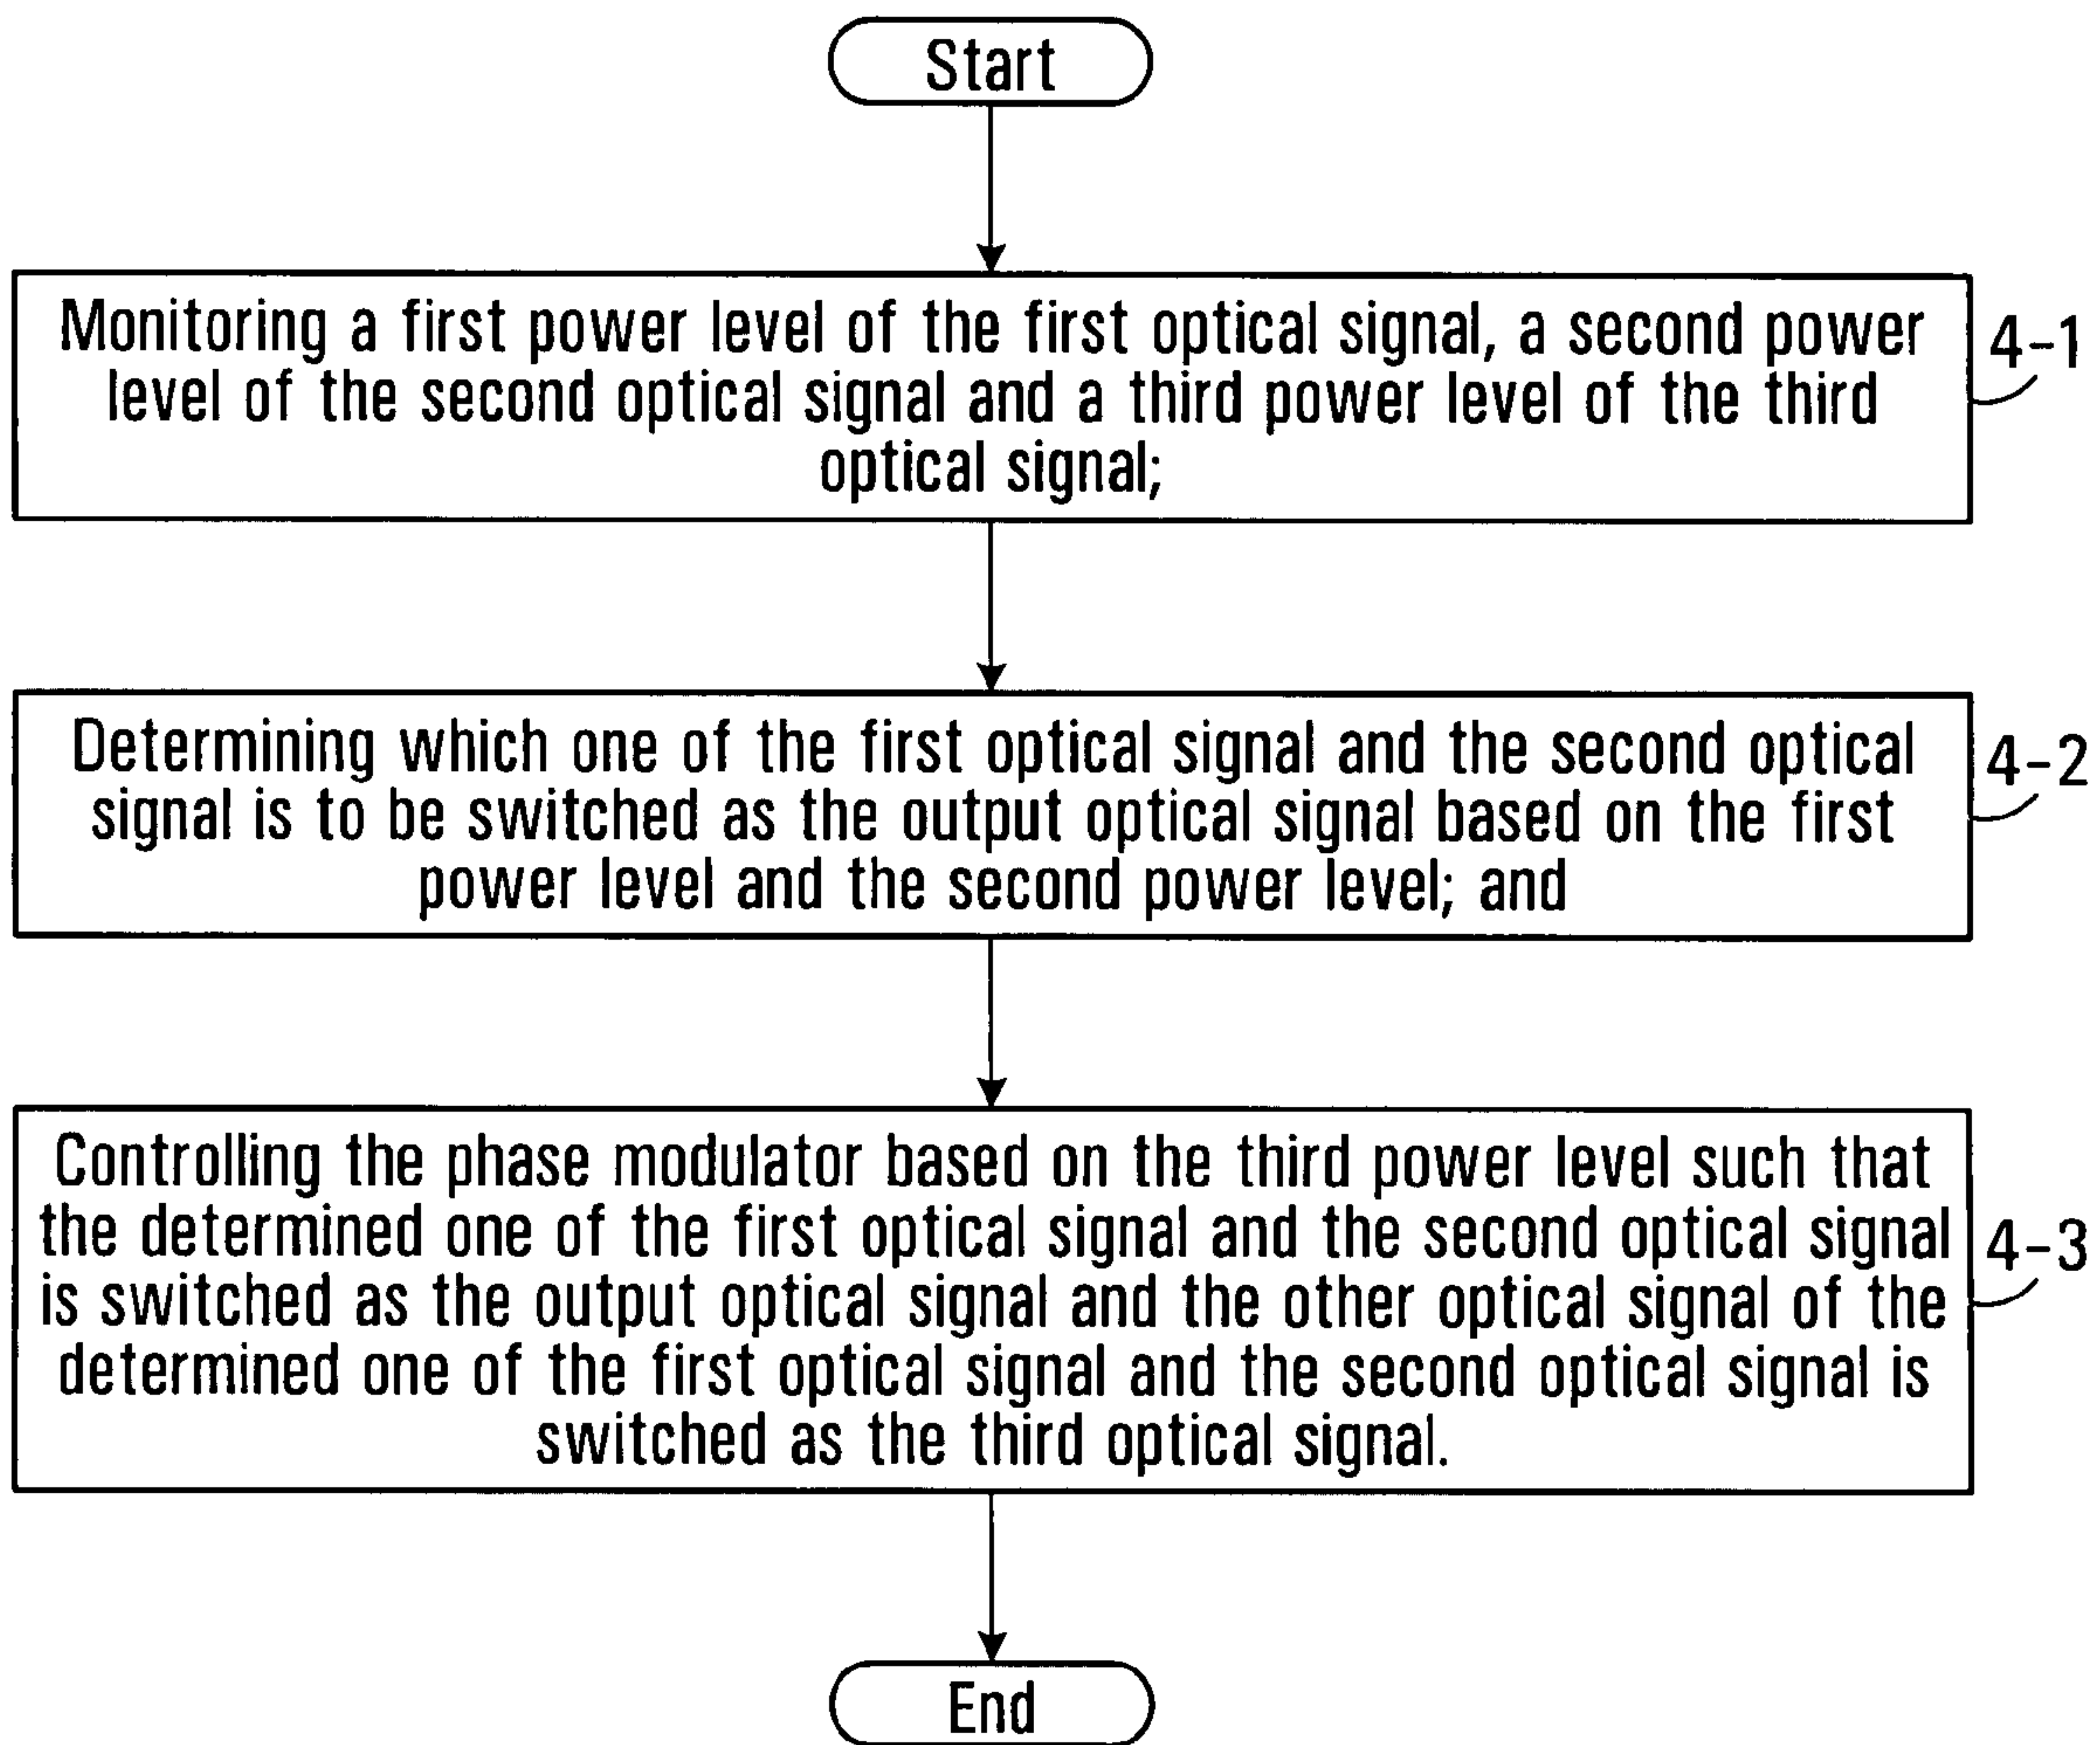 Start
Monitoring a first power level of the first optical signal, a second power
level of the second optical signal and a third power level of the third
optical signal;
4-1
Determining which one of the first optical signal and the second optical
signal is to be switched as the output optical signal based on the first
power level and the second power level; and
4-2
Controlling the phase modulator based on the third power level such that
the determined one of the first optical signal and the second optical signal
is switched as the output optical signal and the other optical signal of the
determined one of the first optical signal and the second optical signal is
switched as the third optical signal.
4-3
End